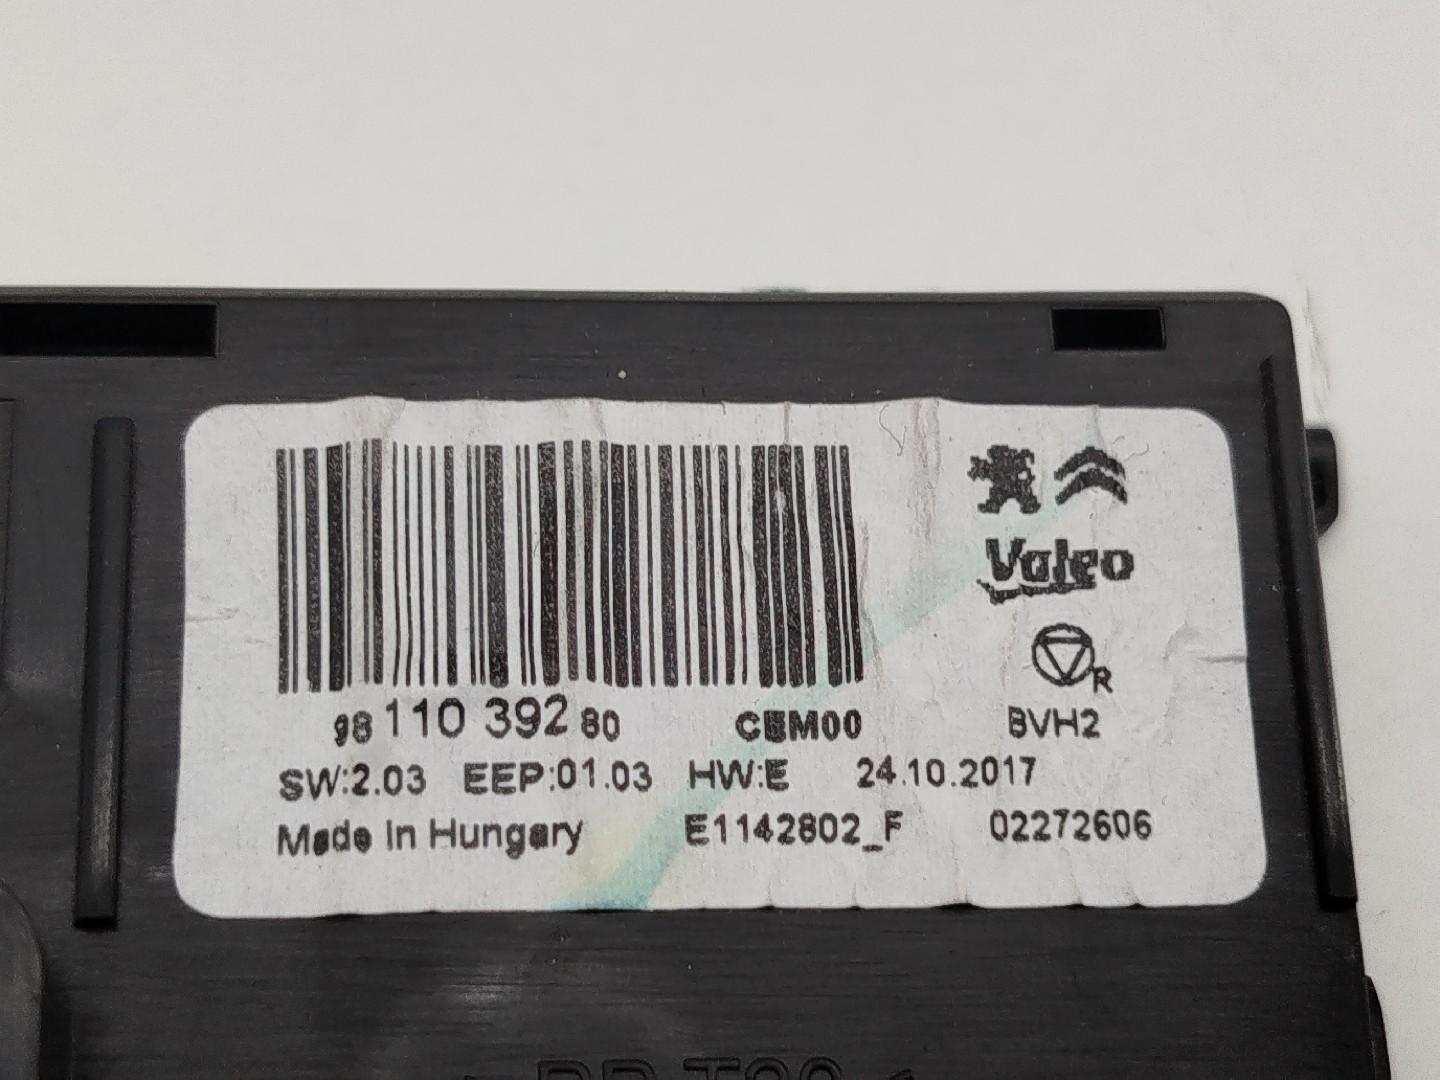 Valeo
R
98 110 392 80 CEM00 BVH2
SW:2.03 EEP:01.03 HW:E 24.10.2017
Made In Hungary E1142802_F 02272606